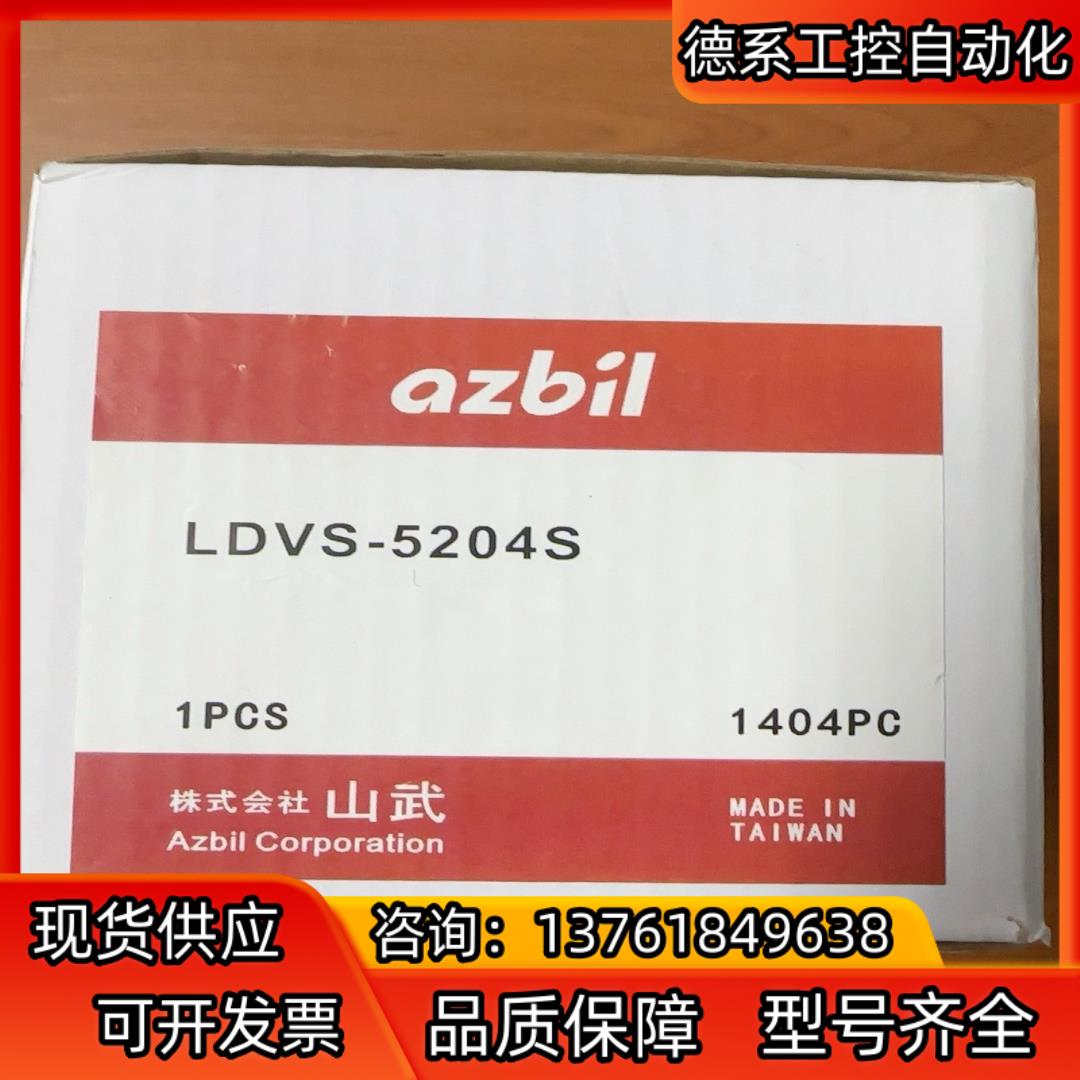 德系工控自动化
azbil
LDVS-5204S
1PCS
1404PC
株式会社 山武
Azbil Corporation
MADE IN
TAIWAN
现货供应
咨询：13761849638
可开发票 品质保障 型号齐全